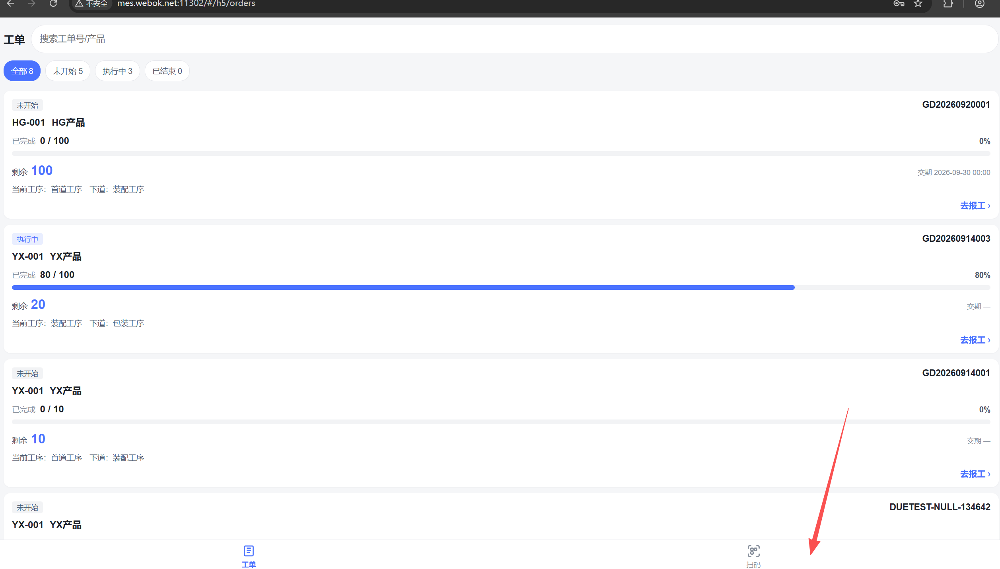 不安全 mes.webok.net:11302/#/h5/orders
工单 搜索工单号/产品
全部 8 未开始 5 执行中 3 已结束 0
未开始 GD20260920001
HG-001 HG产品
已完成 0 / 100 0%
剩余 100 交期 2026-09-30 00:00
当前工序：首道工序 下道：装配工序
去报工 ›
执行中 GD20260914003
YX-001 YX产品
已完成 80 / 100 80%
剩余 20 交期 —
当前工序：装配工序 下道：包装工序
去报工 ›
未开始 GD20260914001
YX-001 YX产品
已完成 0 / 10 0%
剩余 10 交期 —
当前工序：首道工序 下道：装配工序
去报工 ›
未开始 DUETEST-NULL-134642
YX-001 YX产品
工单 扫码